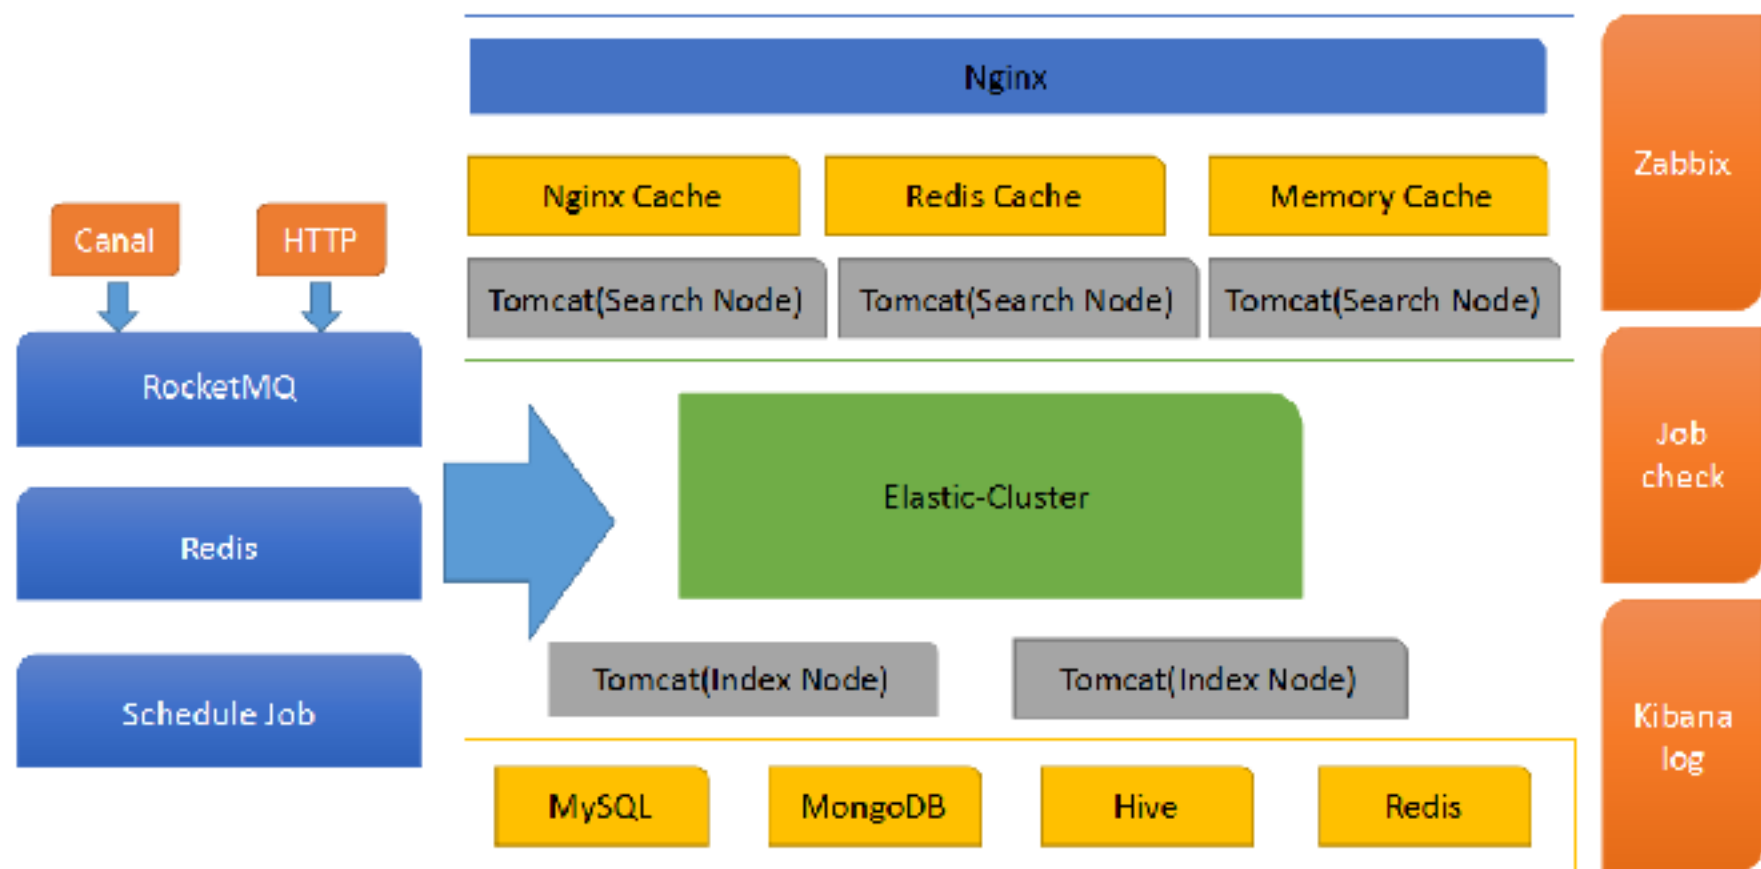 Nginx
Nginx Cache
Redis Cache
Memory Cache
Tomcat(Search Node)
Tomcat(Search Node)
Tomcat(Search Node)
Canal
HTTP
RocketMQ
Redis
Schedule Job
Elastic-Cluster
Tomcat(Index Node)
Tomcat(Index Node)
MySQL
MongoDB
Hive
Redis
Zabbix
Job
check
Kibana
log